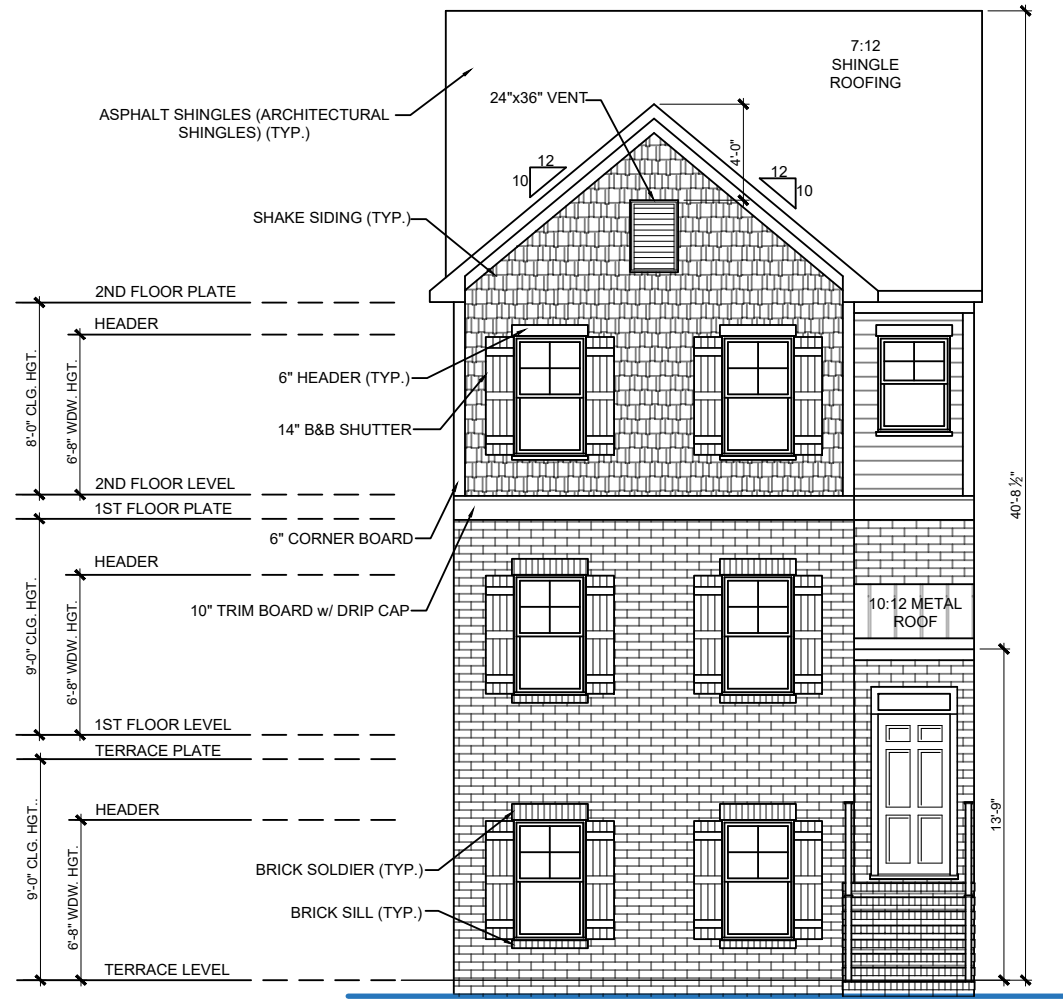 7:12
SHINGLE
ROOFING
24"x36" VENT
ASPHALT SHINGLES (ARCHITECTURAL
SHINGLES) (TYP.)
4'-0"
12
10
12
10
SHAKE SIDING (TYP.)
2ND FLOOR PLATE
HEADER
8'-0" CLG. HGT.
6'-8" WDW. HGT.
6" HEADER (TYP.)
14" B&B SHUTTER
2ND FLOOR LEVEL
1ST FLOOR PLATE
40'-8 ½"
6" CORNER BOARD
HEADER
9'-0" CLG. HGT.
6'-8" WDW. HGT.
10" TRIM BOARD w/ DRIP CAP
10:12 METAL
ROOF
1ST FLOOR LEVEL
TERRACE PLATE
HEADER
9'-0" CLG. HGT..
6'-8" WDW. HGT.
13'-9"
BRICK SOLDIER (TYP.)
BRICK SILL (TYP.)
TERRACE LEVEL